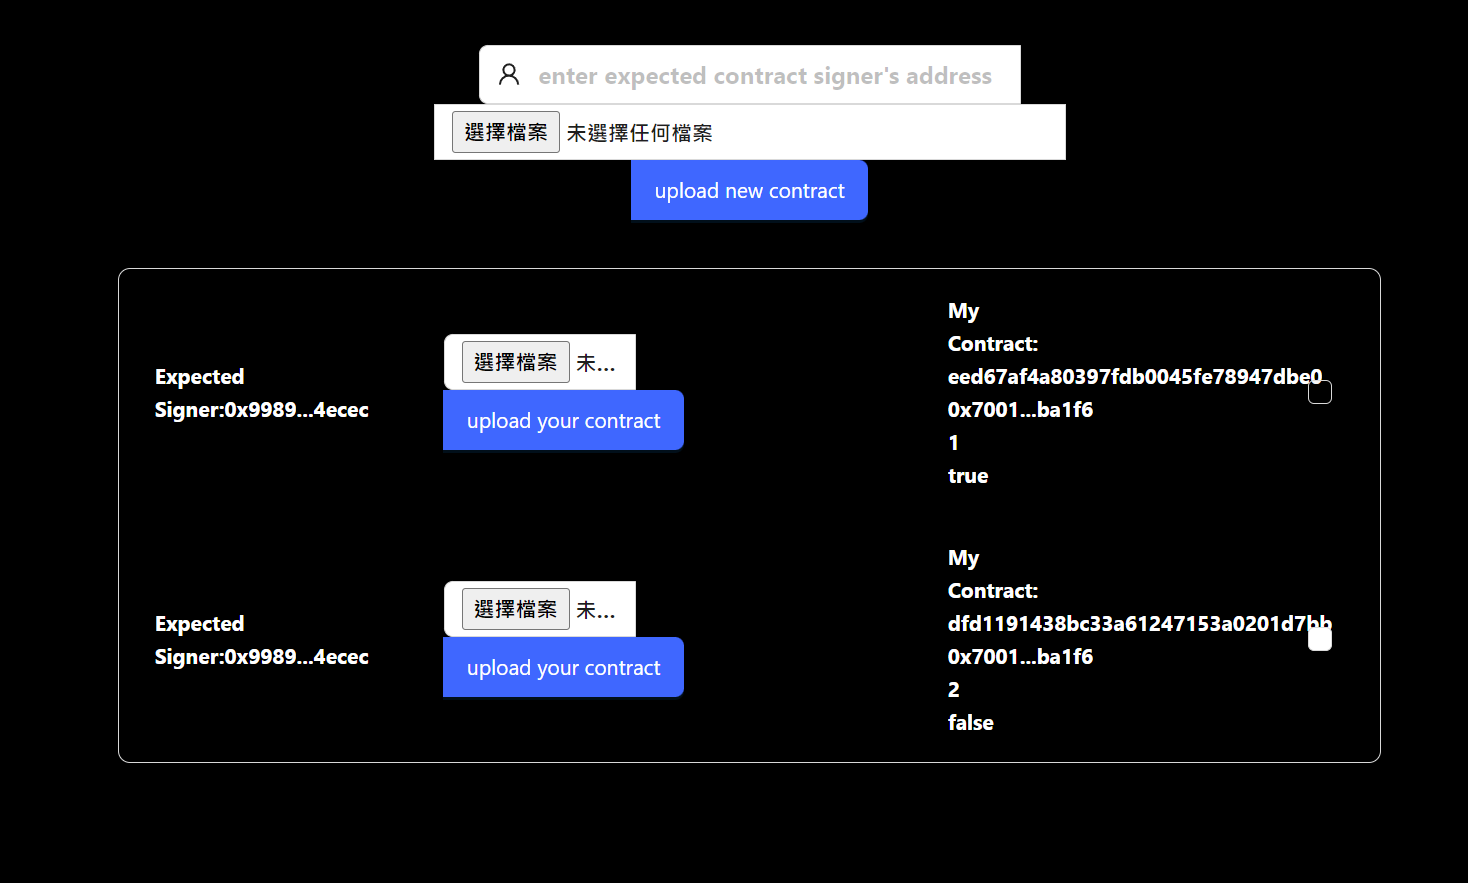 enter expected contract signer's address
選擇檔案 未選擇任何檔案
upload new contract
Expected
Signer:0x9989...4ecec
選擇檔案 未...
upload your contract
My
Contract:
eed67af4a80397fdb0045fe78947dbe0
0x7001...ba1f6
1
true
Expected
Signer:0x9989...4ecec
選擇檔案 未...
upload your contract
My
Contract:
dfd1191438bc33a61247153a0201d7bb
0x7001...ba1f6
2
false